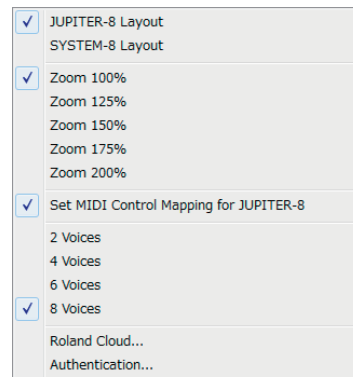 JUPITER-8 Layout
SYSTEM-8 Layout
Zoom 100%
Zoom 125%
Zoom 150%
Zoom 175%
Zoom 200%
Set MIDI Control Mapping for JUPITER-8
2 Voices
4 Voices
6 Voices
8 Voices
Roland Cloud...
Authentication...